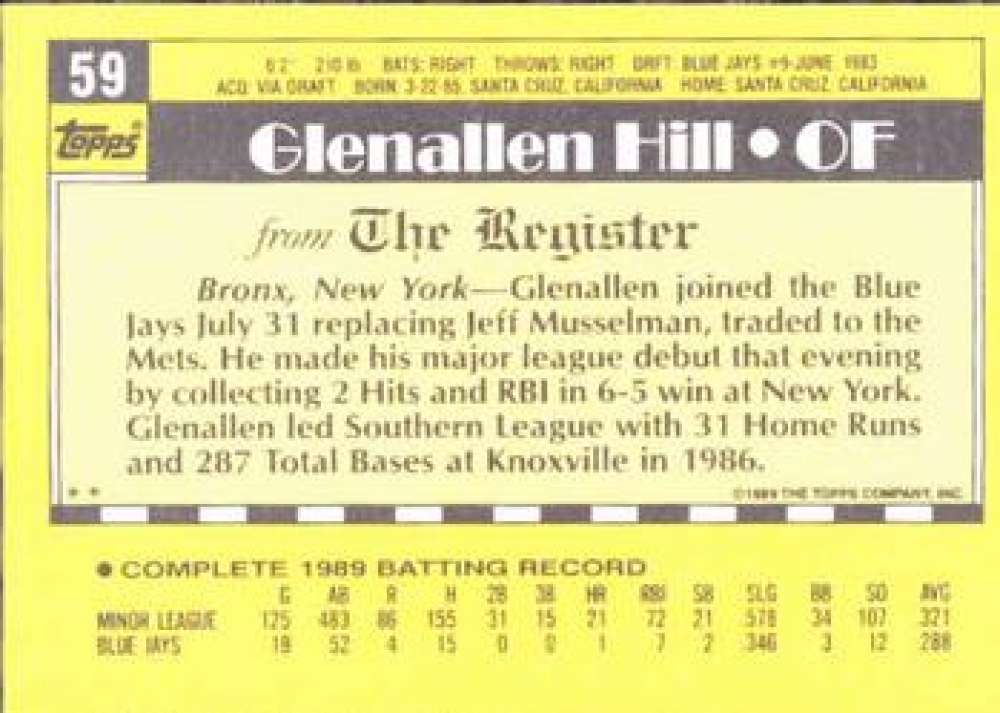 59
6'2" 210 lb BATS: RIGHT THROWS: RIGHT DRFT: BLUE JAYS #9-JUNE 1983
ACQ: VIA DRAFT BORN: 3-22-65, SANTA CRUZ, CALIFORNIA HOME: SANTA CRUZ, CALIFORNIA
TOPPS®
Glenallen Hill • OF
from The Register
Bronx, New York—Glenallen joined the Blue
Jays July 31 replacing Jeff Musselman, traded to the
Mets. He made his major league debut that evening
by collecting 2 Hits and RBI in 6-5 win at New York.
Glenallen led Southern League with 31 Home Runs
and 287 Total Bases at Knoxville in 1986.
* * ©1989 THE TOPPS COMPANY, INC.
● COMPLETE 1989 BATTING RECORD
G AB R H 2B 3B HR RBI SB SLG BB SO AVG
MINOR LEAGUE 125 483 86 155 31 15 21 72 21 .578 34 107 .321
BLUE JAYS 19 52 4 15 0 0 1 7 2 .346 3 12 .288